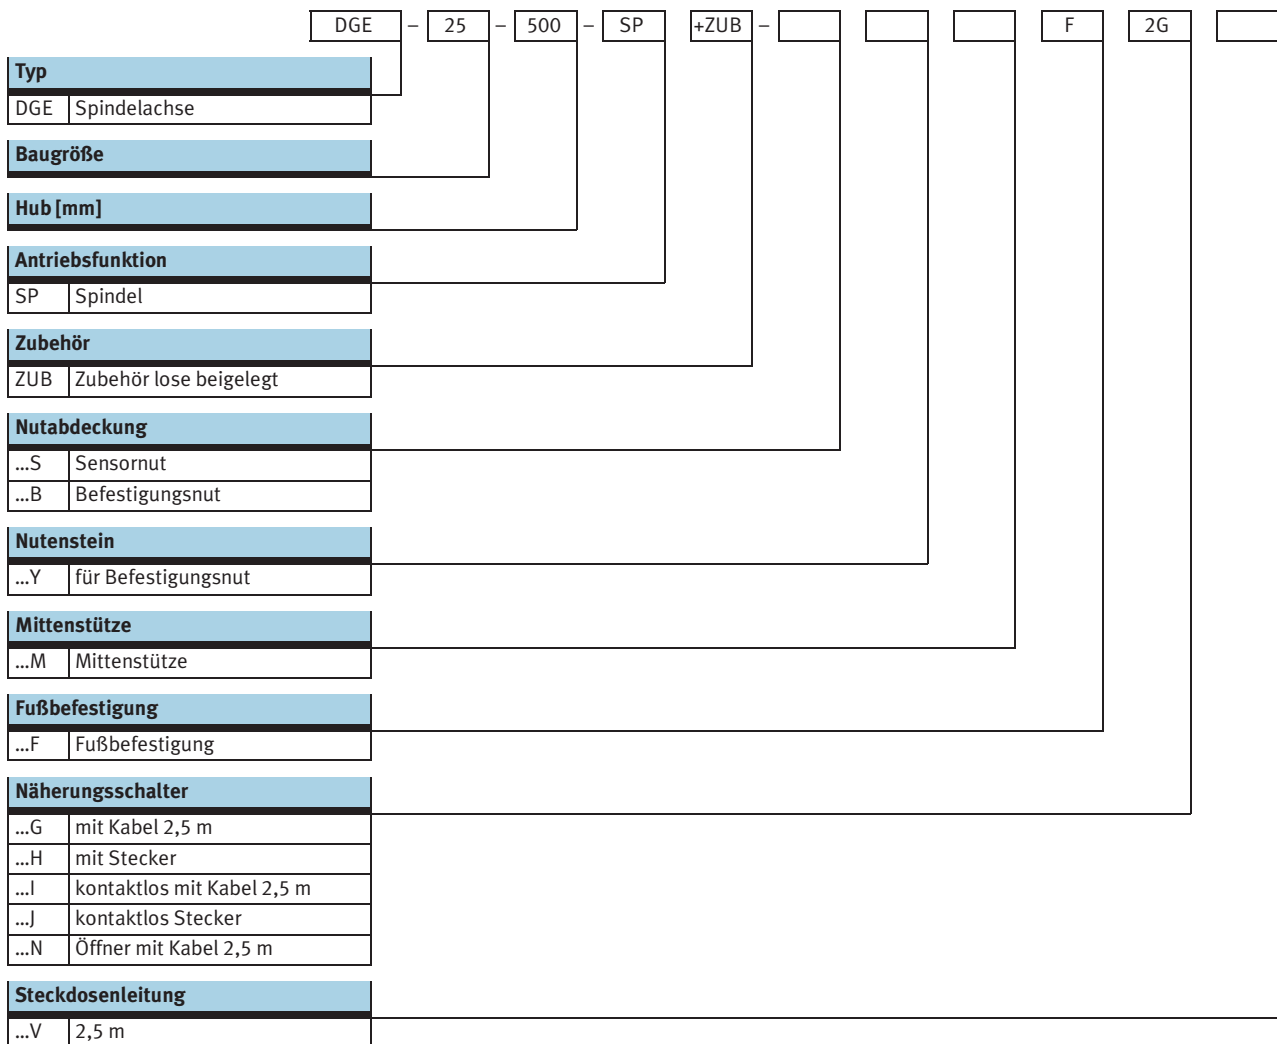 DGE – 25 – 500 – SP +ZUB – F 2G
Typ
DGE Spindelachse
Baugröße
Hub [mm]
Antriebsfunktion
SP Spindel
Zubehör
ZUB Zubehör lose beigelegt
Nutabdeckung
...S Sensornut
...B Befestigungsnut
Nutenstein
...Y für Befestigungsnut
Mittenstütze
...M Mittenstütze
Fußbefestigung
...F Fußbefestigung
Näherungsschalter
...G mit Kabel 2,5 m
...H mit Stecker
...I kontaktlos mit Kabel 2,5 m
...J kontaktlos Stecker
...N Öffner mit Kabel 2,5 m
Steckdosenleitung
...V 2,5 m